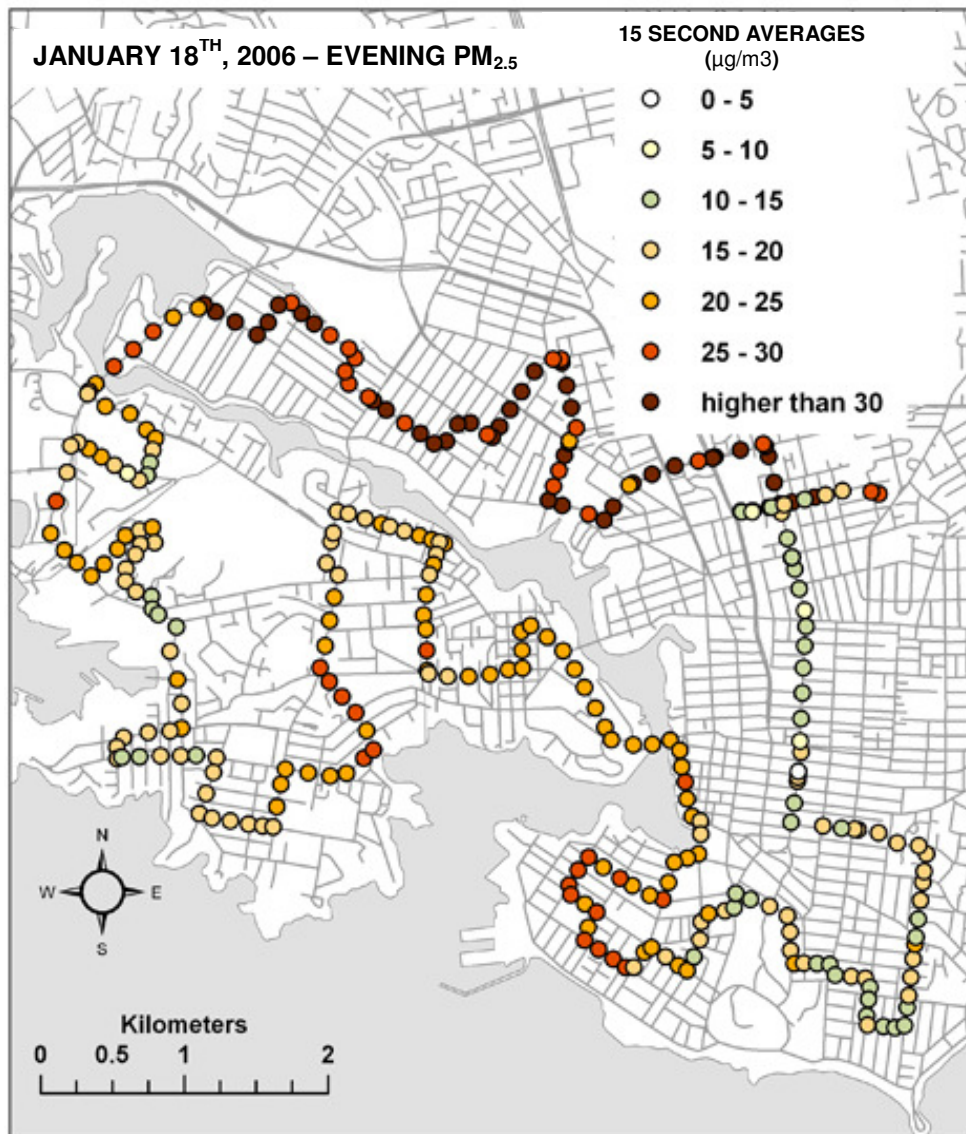 JANUARY 18TH, 2006 – EVENING PM2.5
15 SECOND AVERAGES
(µg/m3)
0 - 5
5 - 10
10 - 15
15 - 20
20 - 25
25 - 30
higher than 30
N
W E
S
Kilometers
0 0.5 1 2